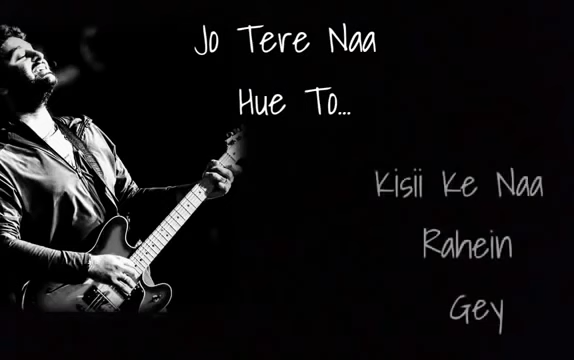 Jo Tere Naa
Hue To...
Kisii Ke Naa
Rahein
Gey